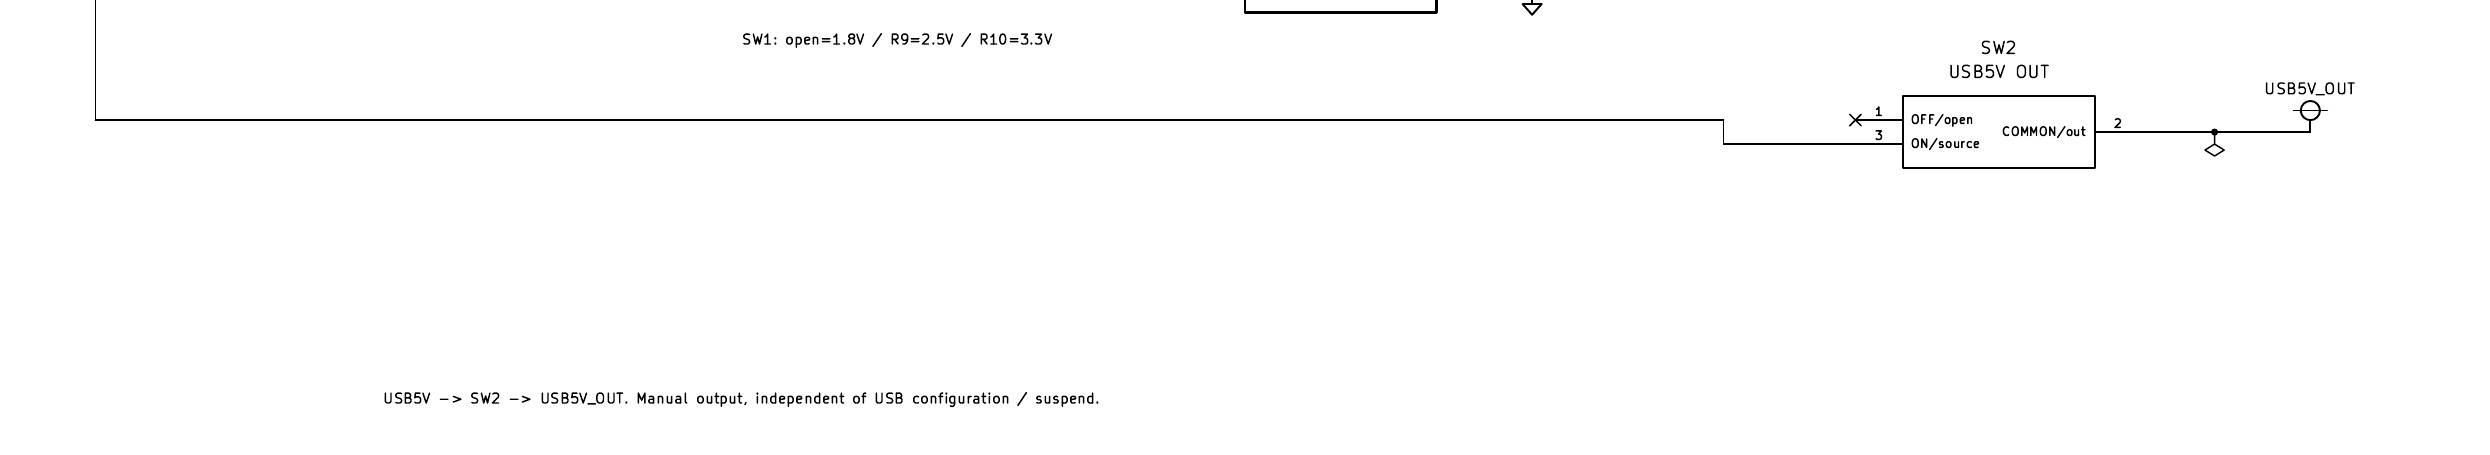 SW1: open=1.8V / R9=2.5V / R10=3.3V
SW2
USB5V OUT
USB5V_OUT
1
OFF/open
COMMON/out
2
3
ON/source
USB5V -> SW2 -> USB5V_OUT. Manual output, independent of USB configuration / suspend.